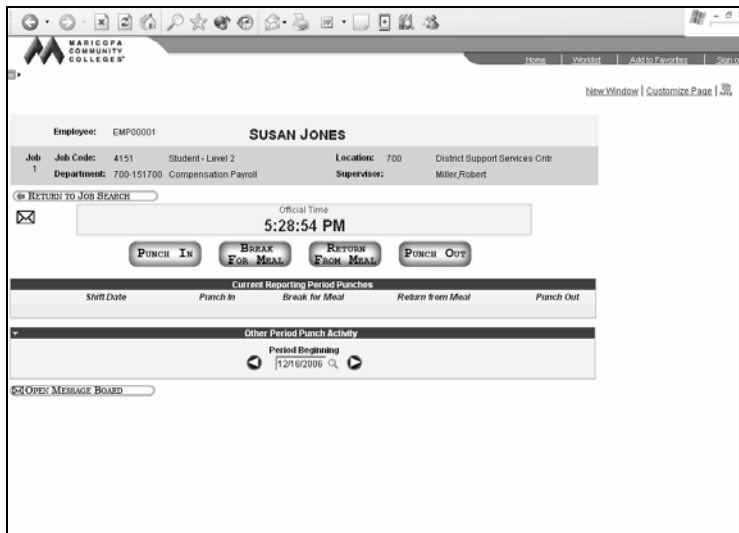 MARICOPA
COMMUNITY
COLLEGES
Home | Worklist | Add to Favorites | Sign o
New Window | Customize Page |
Employee: EMP00001 SUSAN JONES
Job Job Code: 4151 Student - Level 2 Location: 700 District Support Services Cntr
1 Department: 700-151700 Compensation Payroll Supervisor: Miller,Robert
RETURN TO JOB SEARCH
Official Time
5:28:54 PM
PUNCH IN
BREAK FOR MEAL
RETURN FROM MEAL
PUNCH OUT
Current Reporting Period Punches
Shift Date Punch In Break for Meal Return from Meal Punch Out
Other Period Punch Activity
Period Beginning
12/16/2006
OPEN MESSAGE BOARD